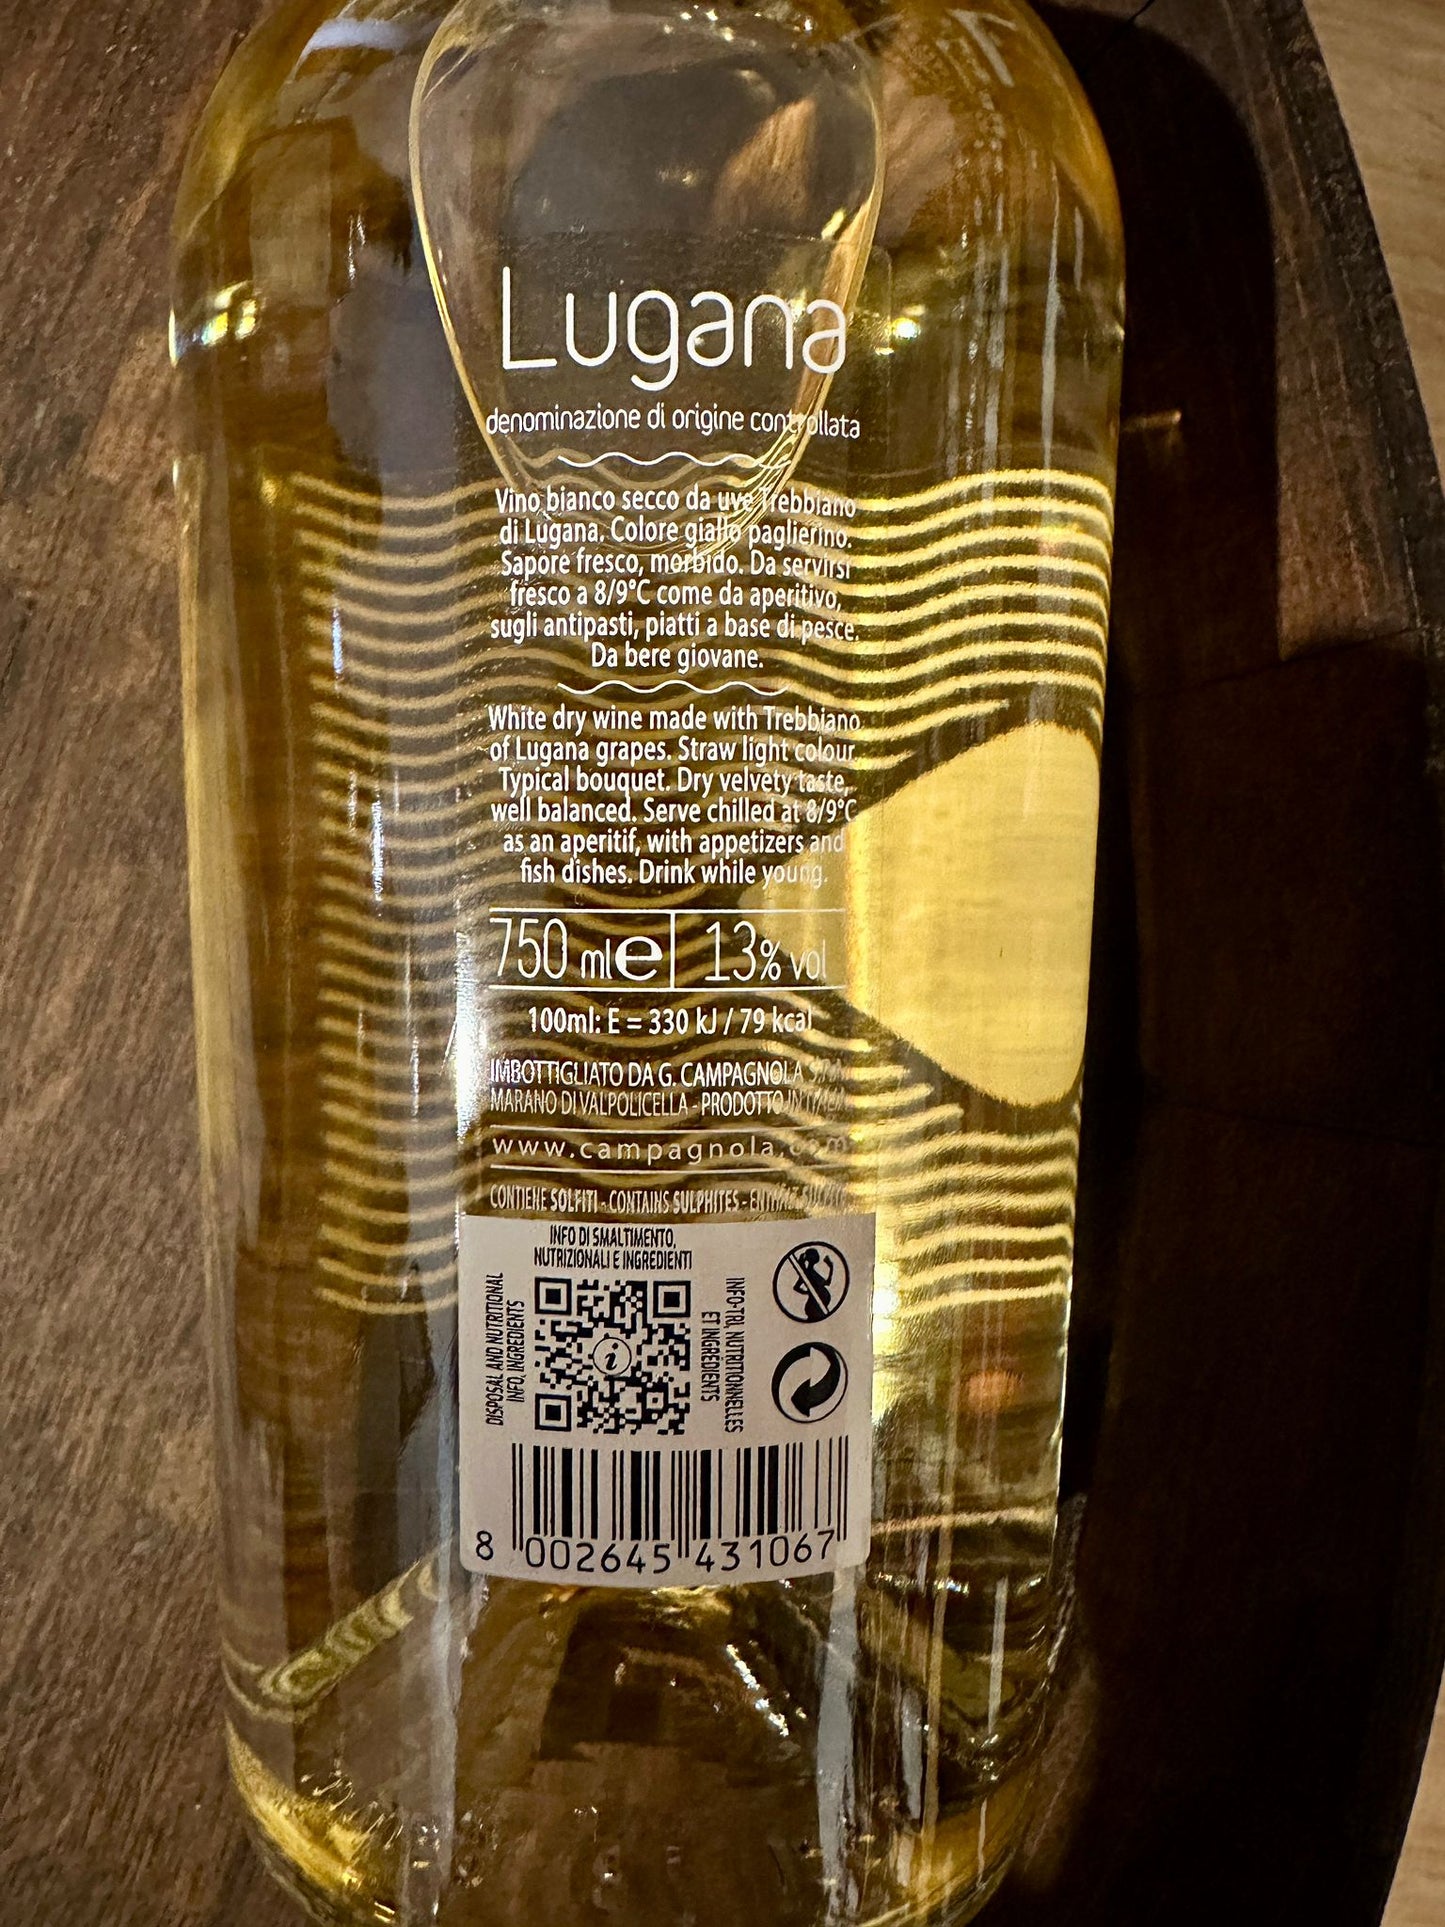 Lugana
denominazione di origine controllata
Vino bianco secco da uve Trebbiano
di Lugana. Colore giallo paglierino.
Sapore fresco, morbido. Da servirsi
fresco a 8/9°C come da aperitivo,
sugli antipasti, piatti a base di pesce.
Da bere giovane.
White dry wine made with Trebbiano
of Lugana grapes. Straw light colour.
Typical bouquet. Dry velvety taste,
well balanced. Serve chilled at 8/9°C
as an aperitif, with appetizers and
fish dishes. Drink while young.
750 ml e 13% vol
100ml: E = 330 kJ / 79 kcal
IMBOTTIGLIATO DA G. CAMPAGNOLA S.P.A.
MARANO DI VALPOLICELLA - PRODOTTO IN ITALIA
www.campagnola.com
CONTIENE SOLFITI - CONTAINS SULPHITES - ENTHÄLT SULFITE
INFO DI SMALTIMENTO,
NUTRIZIONALI E INGREDIENTI
DISPOSAL AND NUTRITIONAL
INFO, INGREDIENTS
INFO-TRI, NUTRITIONNELLES
ET INGRÉDIENTS
i
8 002645 431067